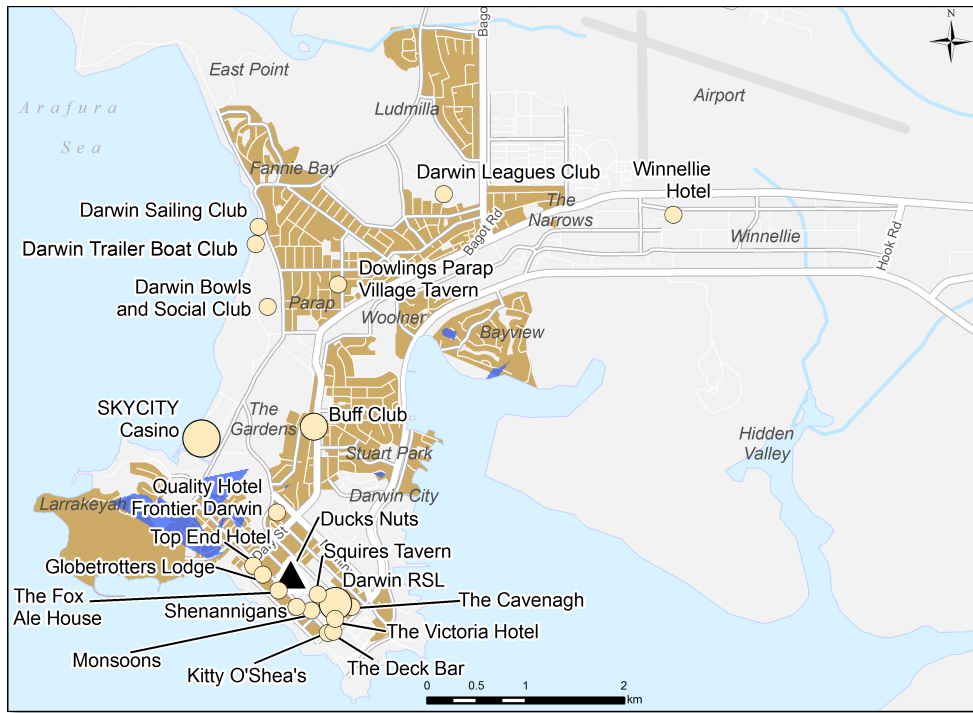 N
Bago
East Point
Airport
Arafura
Sea
Ludmilla
Fannie Bay
Darwin Leagues Club
Winnellie
Hotel
The
Narrows
Darwin Sailing Club
Bagot Rd
Winnellie
Hook Rd
Darwin Trailer Boat Club
Dowlings Parap
Village Tavern
Darwin Bowls
and Social Club
Parap
Woolner
Bayview
SKYCITY
Casino
The
Gardens
Buff Club
Stuart Park
Hidden
Valley
Quality Hotel
Frontier Darwin
Darwin City
Larrakeyah
Ducks Nuts
Top End Hotel
Daly St
Squires Tavern
Globetrotters Lodge
Darwin RSL
The Fox
Ale House
Shenannigans
The Cavenagh
The Victoria Hotel
Monsoons
Kitty O'Shea's
The Deck Bar
0 0.5 1 2
km